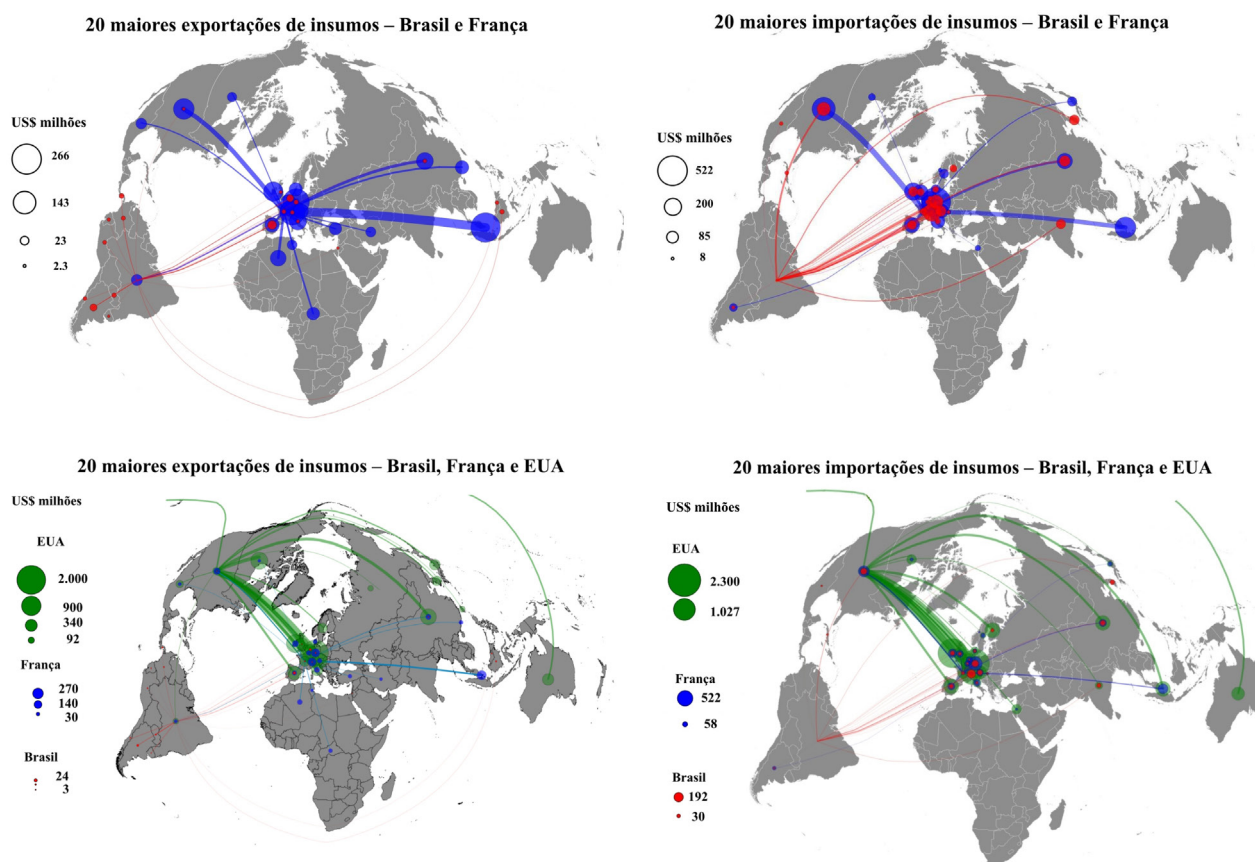 20 maiores exportações de insumos – Brasil e França
US$ milhões
266
143
23
2.3
20 maiores importações de insumos – Brasil e França
US$ milhões
522
200
85
8
20 maiores exportações de insumos – Brasil, França e EUA
US$ milhões
EUA
2.000
900
340
92
França
270
140
30
Brasil
24
3
20 maiores importações de insumos – Brasil, França e EUA
US$ milhões
EUA
2.300
1.027
França
522
58
Brasil
192
30